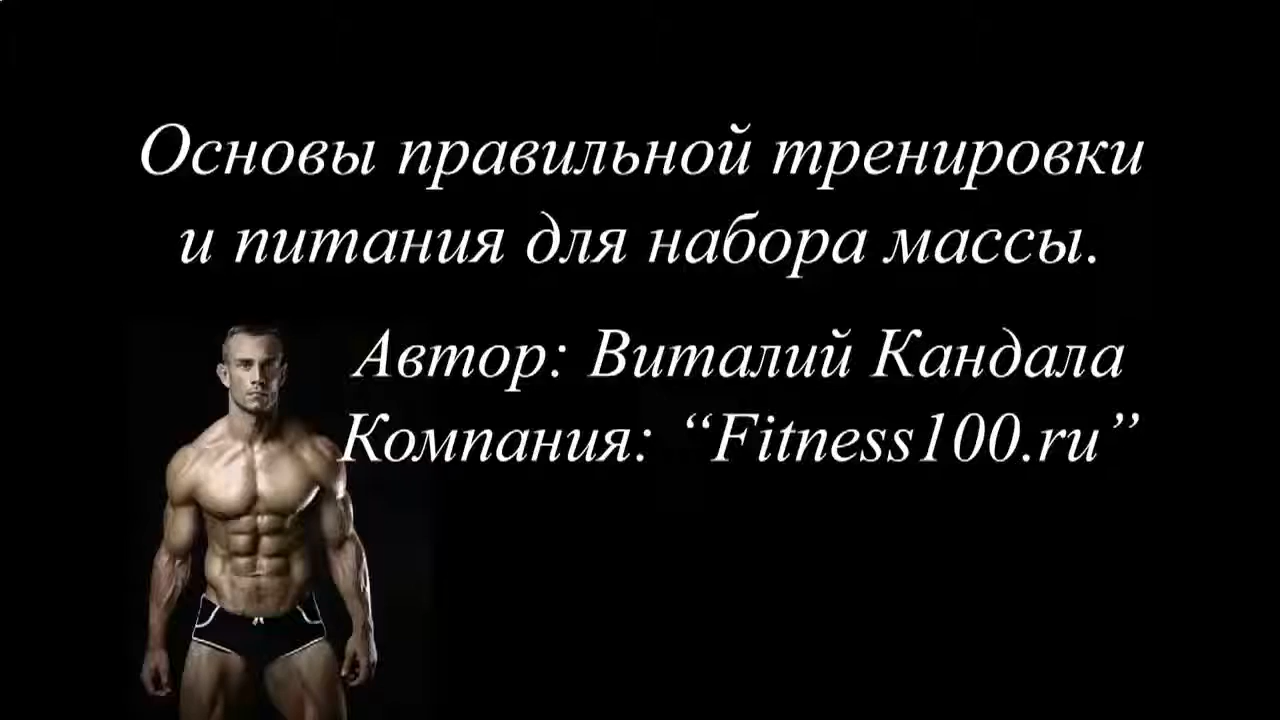 Основы правильной тренировки
и питания для набора массы.
Автор: Виталий Кандала
Компания: “Fitness100.ru”